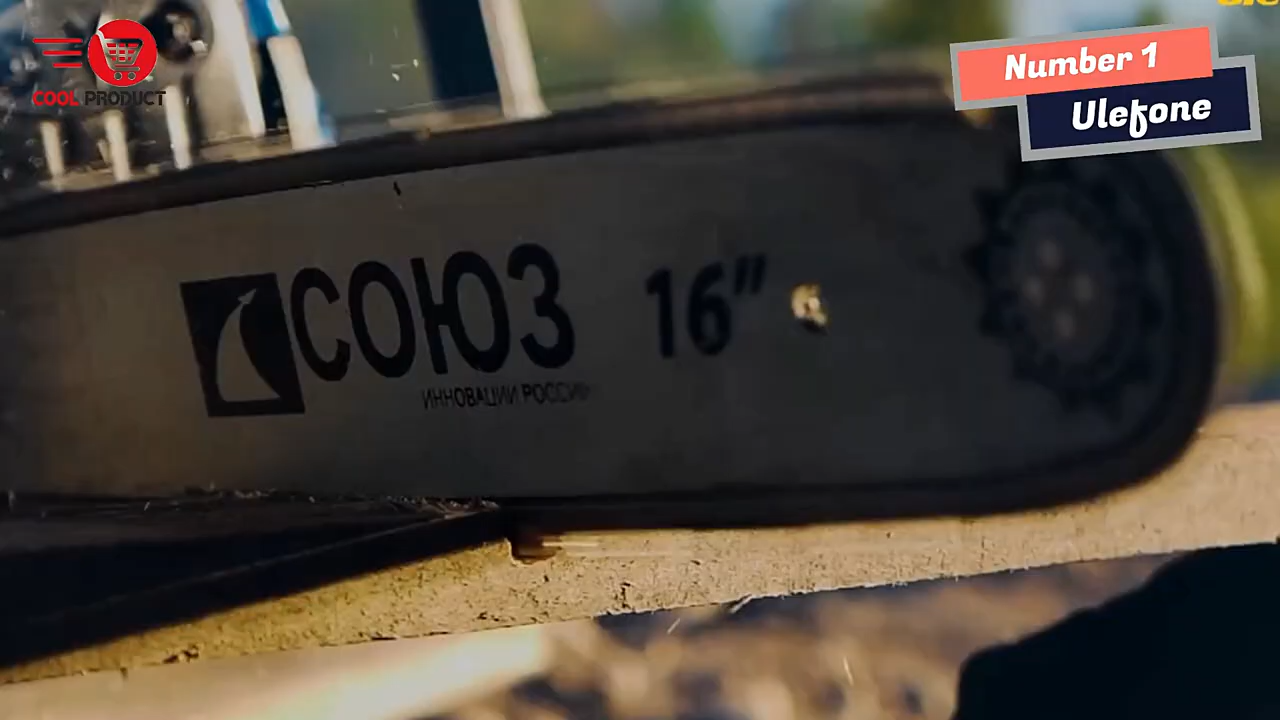 COOL PRODUCT
Number 1
Ulefone
СОЮЗ 16"
ИННОВАЦИИ РОССИИ